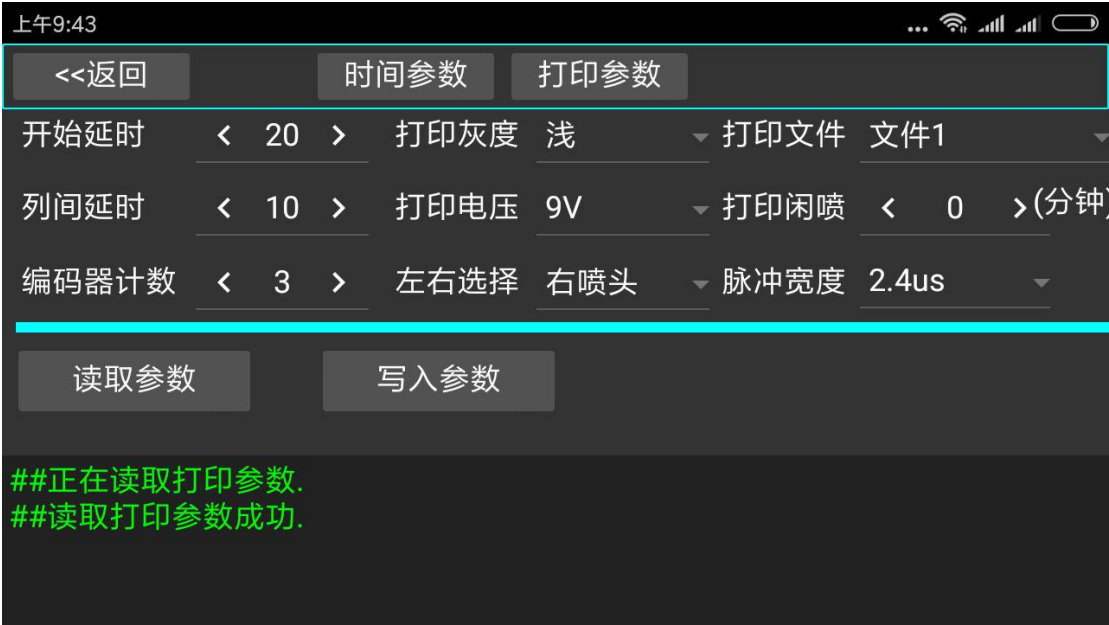 上午9:43
<<返回 时间参数 打印参数
开始延时 < 20 > 打印灰度 浅 打印文件 文件1
列间延时 < 10 > 打印电压 9V 打印闲喷 < 0 > (分钟)
编码器计数 < 3 > 左右选择 右喷头 脉冲宽度 2.4us
读取参数 写入参数
##正在读取打印参数.
##读取打印参数成功.